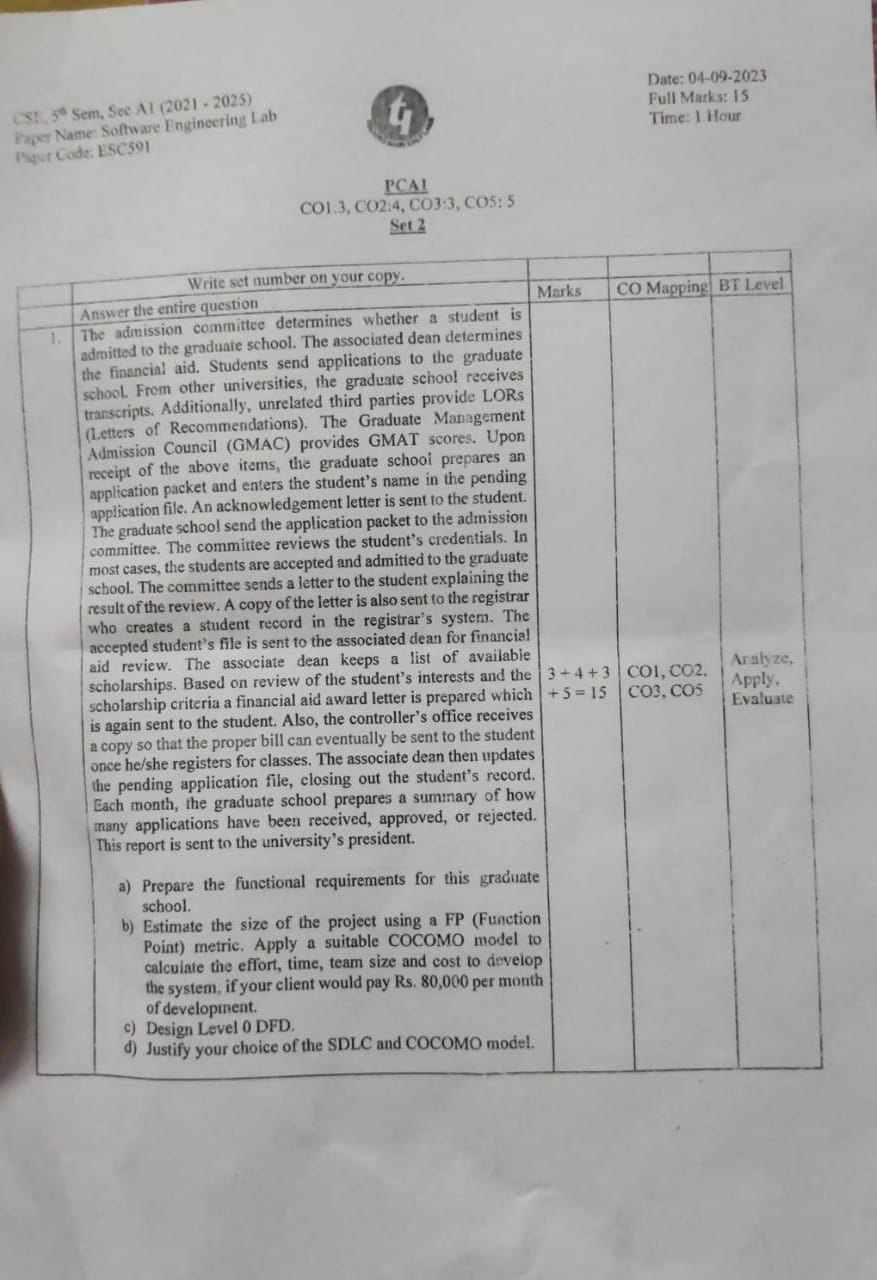 CSE, 5th Sem, Sec A1 (2021 - 2025)
Paper Name: Software Engineering Lab
Paper Code: ESC591
Date: 04-09-2023
Full Marks: 15
Time: 1 Hour
PCA1
CO1:3, CO2:4, CO3:3, CO5: 5
Set 2
Write set number on your copy.
Answer the entire question
Marks
CO Mapping
BT Level
1.
The admission committee determines whether a student is
admitted to the graduate school. The associated dean determines
the financial aid. Students send applications to the graduate
school. From other universities, the graduate school receives
transcripts. Additionally, unrelated third parties provide LORs
(Letters of Recommendations). The Graduate Management
Admission Council (GMAC) provides GMAT scores. Upon
receipt of the above items, the graduate school prepares an
application packet and enters the student's name in the pending
application file. An acknowledgement letter is sent to the student.
The graduate school send the application packet to the admission
committee. The committee reviews the student's credentials. In
most cases, the students are accepted and admitted to the graduate
school. The committee sends a letter to the student explaining the
result of the review. A copy of the letter is also sent to the registrar
who creates a student record in the registrar's system. The
accepted student's file is sent to the associated dean for financial
aid review. The associate dean keeps a list of available
scholarships. Based on review of the student's interests and the
scholarship criteria a financial aid award letter is prepared which
is again sent to the student. Also, the controller's office receives
a copy so that the proper bill can eventually be sent to the student
once he/she registers for classes. The associate dean then updates
the pending application file, closing out the student's record.
Each month, the graduate school prepares a summary of how
many applications have been received, approved, or rejected.
This report is sent to the university's president.
3 + 4 + 3
+ 5 = 15
CO1, CO2,
CO3, CO5
Analyze,
Apply,
Evaluate
a) Prepare the functional requirements for this graduate
school.
b) Estimate the size of the project using a FP (Function
Point) metric. Apply a suitable COCOMO model to
calculate the effort, time, team size and cost to develop
the system, if your client would pay Rs. 80,000 per month
of development.
c) Design Level 0 DFD.
d) Justify your choice of the SDLC and COCOMO model.